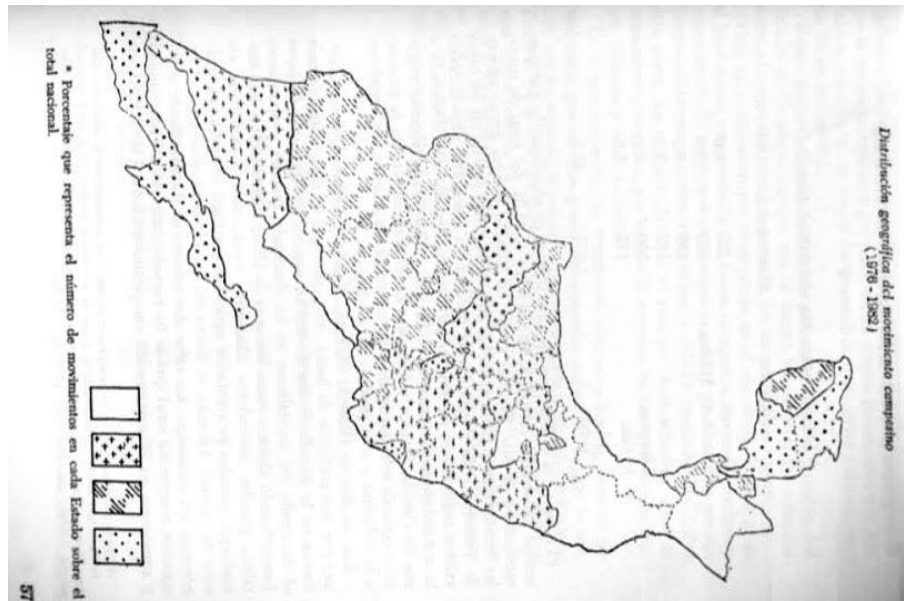 Distribución geográfica del movimiento campesino
(1976 - 1982)
* Porcentaje que representa el número de movimientos en cada Estado sobre el
total nacional.
57